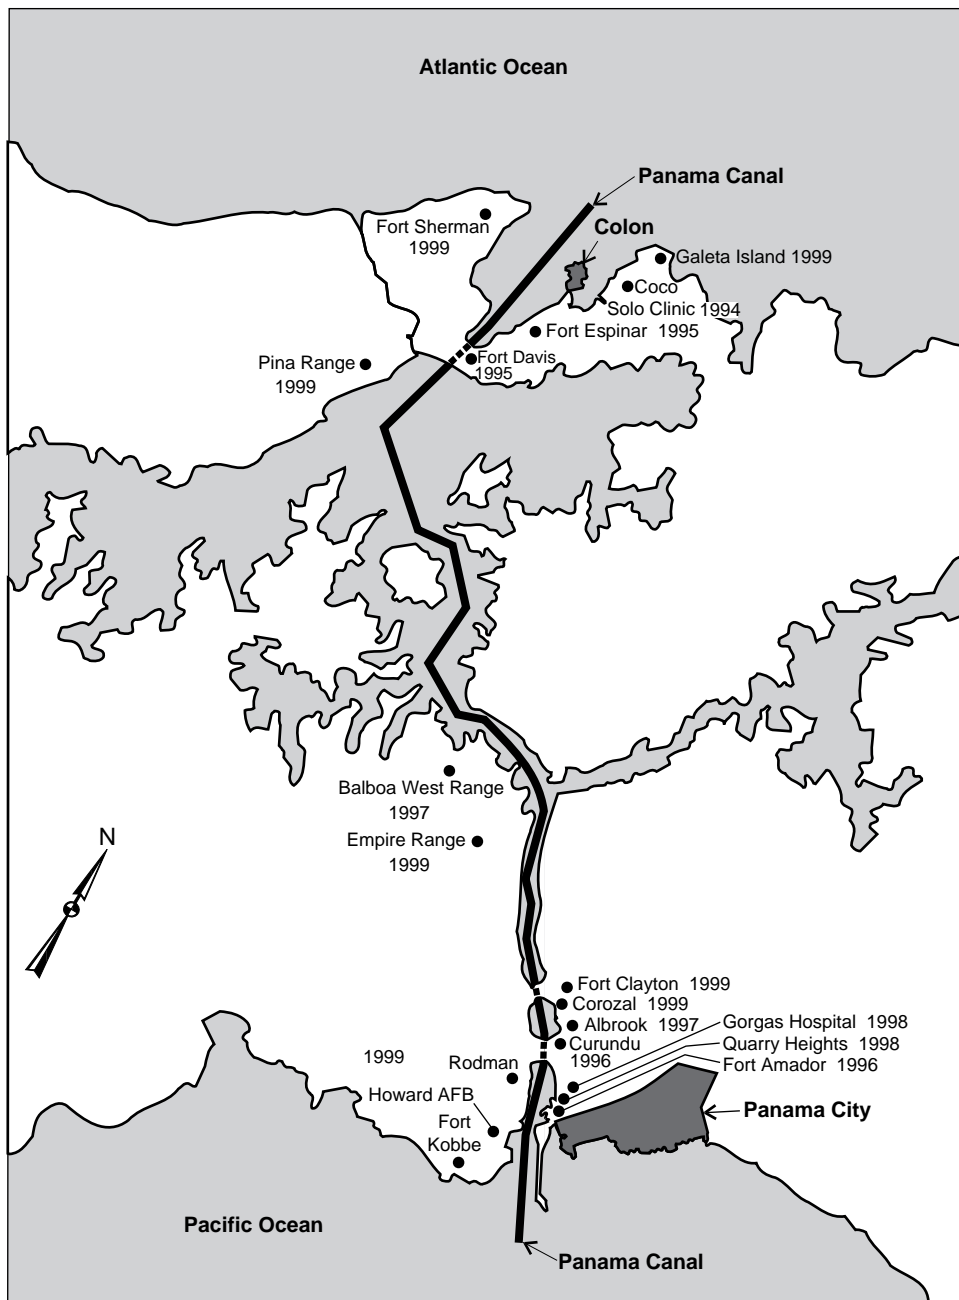 Atlantic Ocean
Panama Canal
Fort Sherman
1999
Colon
Galeta Island 1999
Coco
Solo Clinic 1994
Fort Espinar 1995
Pina Range
1999
Fort Davis
1995
Balboa West Range
1997
Empire Range
1999
N
Fort Clayton 1999
Corozal 1999
Albrook 1997
Curundu
1996
Gorgas Hospital 1998
Quarry Heights 1998
Fort Amador 1996
1999
Rodman
Howard AFB
Fort
Kobbe
Panama City
Pacific Ocean
Panama Canal